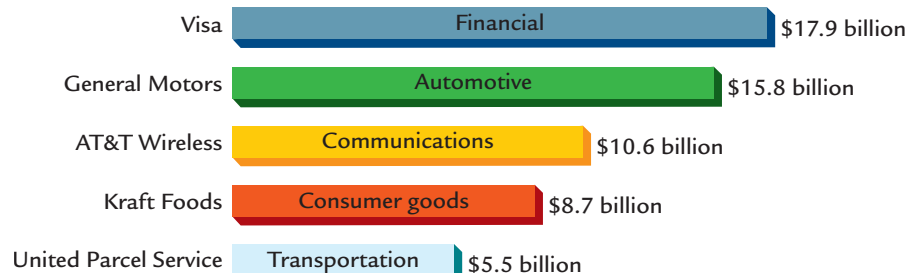 Visa Financial $17.9 billion
General Motors Automotive $15.8 billion
AT&T Wireless Communications $10.6 billion
Kraft Foods Consumer goods $8.7 billion
United Parcel Service Transportation $5.5 billion